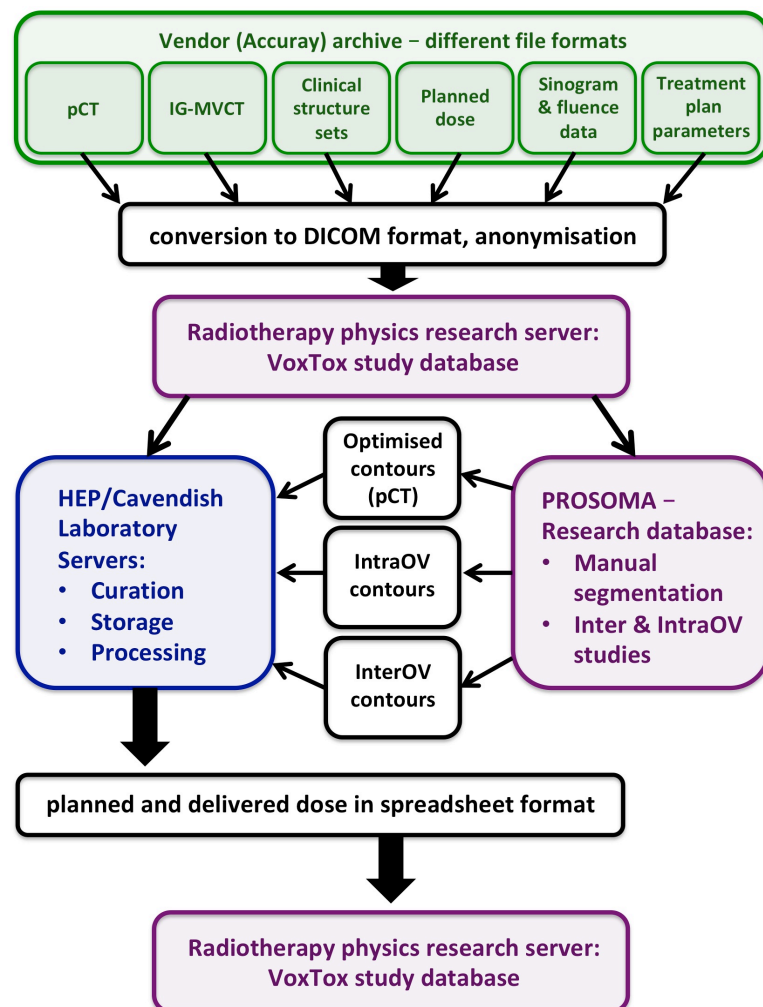 Vendor (Accuray) archive – different file formats
pCT
IG-MVCT
Clinical
structure
sets
Planned
dose
Sinogram
& fluence
data
Treatment
plan
parameters
conversion to DICOM format, anonymisation
Radiotherapy physics research server:
VoxTox study database
HEP/Cavendish
Laboratory
Servers:
• Curation
• Storage
• Processing
Optimised
contours
(pCT)
IntraOV
contours
InterOV
contours
PROSOMA –
Research database:
• Manual
segmentation
• Inter & IntraOV
studies
planned and delivered dose in spreadsheet format
Radiotherapy physics research server:
VoxTox study database